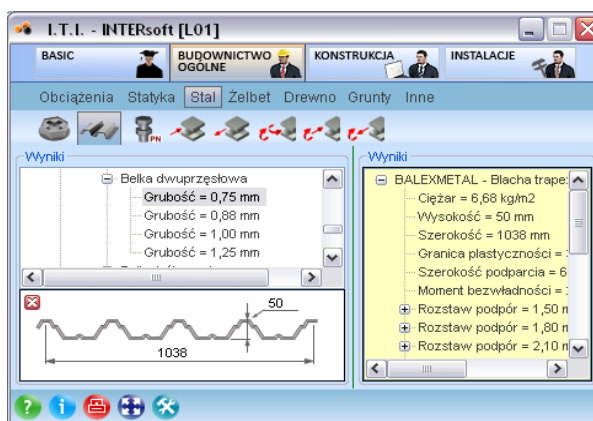 I.T.I. - INTERsoft [L01]
BASIC
BUDOWNICTWO OGÓLNE
KONSTRUKCJA
INSTALACJE
Obciążenia Statyka Stal Żelbet Drewno Grunty Inne
PN
Wyniki
Belka dwuprzęsłowa
Grubość = 0,75 mm
Grubość = 0,88 mm
Grubość = 1,00 mm
Grubość = 1,25 mm
50
1038
Wyniki
BALEXMETAL - Blacha trape
Ciężar = 6,68 kg/m2
Wysokość = 50 mm
Szerokość = 1038 mm
Granica plastyczności =
Szerokość podparcia = 6
Moment bezwładności =
Rozstaw podpór = 1,50 m
Rozstaw podpór = 1,80 m
Rozstaw podpór = 2,10 m